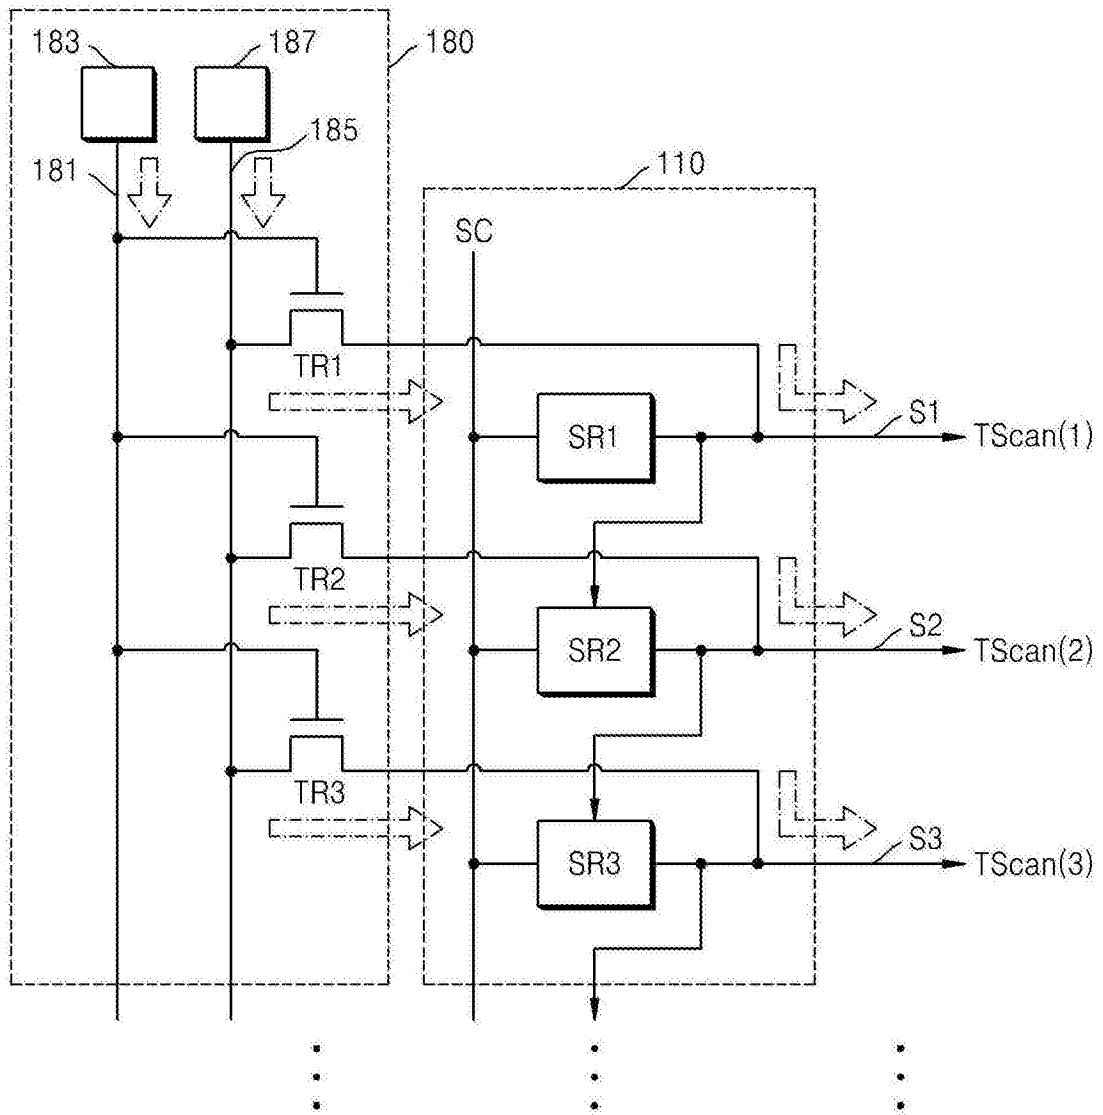 183
187
180
185
181
110
SC
TR1
SR1
S1
TScan(1)
TR2
SR2
S2
TScan(2)
TR3
SR3
S3
TScan(3)